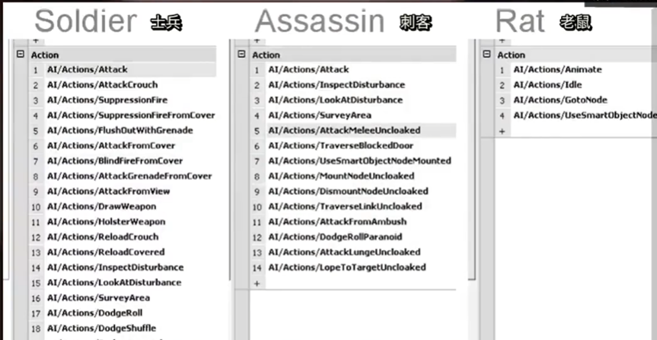 Soldier 士兵
Action
1 AI/Actions/Attack
2 AI/Actions/AttackCrouch
3 AI/Actions/SuppressionFire
4 AI/Actions/SuppressionFireFromCover
5 AI/Actions/FlushOutWithGrenade
6 AI/Actions/AttackFromCover
7 AI/Actions/BlindFireFromCover
8 AI/Actions/AttackGrenadeFromCover
9 AI/Actions/AttackFromView
10 AI/Actions/DrawWeapon
11 AI/Actions/HolsterWeapon
12 AI/Actions/ReloadCrouch
13 AI/Actions/ReloadCovered
14 AI/Actions/InspectDisturbance
15 AI/Actions/LookAtDisturbance
16 AI/Actions/SurveyArea
17 AI/Actions/DodgeRoll
18 AI/Actions/DodgeShuffle
Assassin 刺客
Action
1 AI/Actions/Attack
2 AI/Actions/InspectDisturbance
3 AI/Actions/LookAtDisturbance
4 AI/Actions/SurveyArea
5 AI/Actions/AttackMeleeUncloaked
6 AI/Actions/TraverseBlockedDoor
7 AI/Actions/UseSmartObjectNodeMounted
8 AI/Actions/MountNodeUncloaked
9 AI/Actions/DismountNodeUncloaked
10 AI/Actions/TraverseLinkUncloaked
11 AI/Actions/AttackFromAmbush
12 AI/Actions/DodgeRollParanoid
13 AI/Actions/AttackLungeUncloaked
14 AI/Actions/LopeToTargetUncloaked
Rat 老鼠
Action
1 AI/Actions/Animate
2 AI/Actions/Idle
3 AI/Actions/GotoNode
4 AI/Actions/UseSmartObjectNode